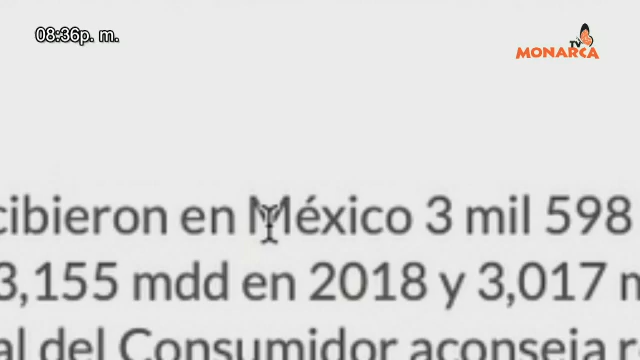 08:36p. m.
TV
MONARCA
cibieron en México 3 mil 598
3,155 mdd en 2018 y 3,017 m
al del Consumidor aconseja r